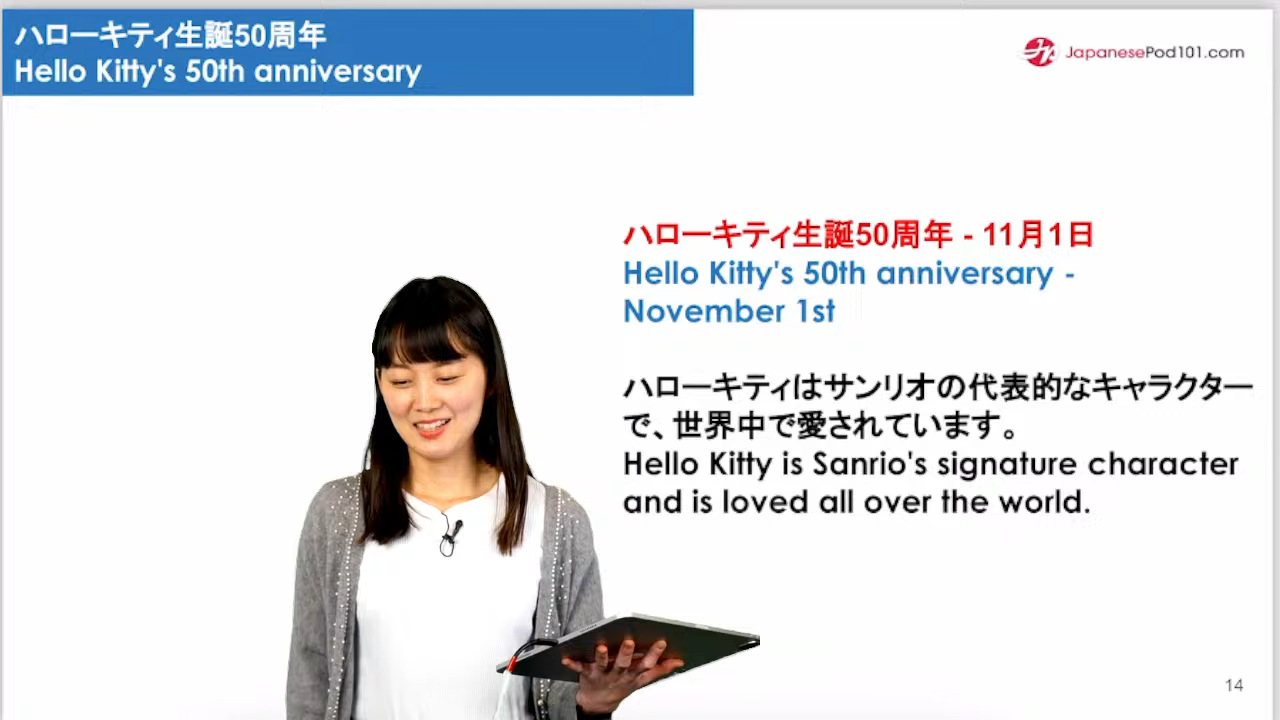 ハローキティ生誕50周年
Hello Kitty's 50th anniversary
JapanesePod101.com
ハローキティ生誕50周年 - 11月1日
Hello Kitty's 50th anniversary -
November 1st
ハローキティはサンリオの代表的なキャラクター
で、世界中で愛されています。
Hello Kitty is Sanrio's signature character
and is loved all over the world.
14